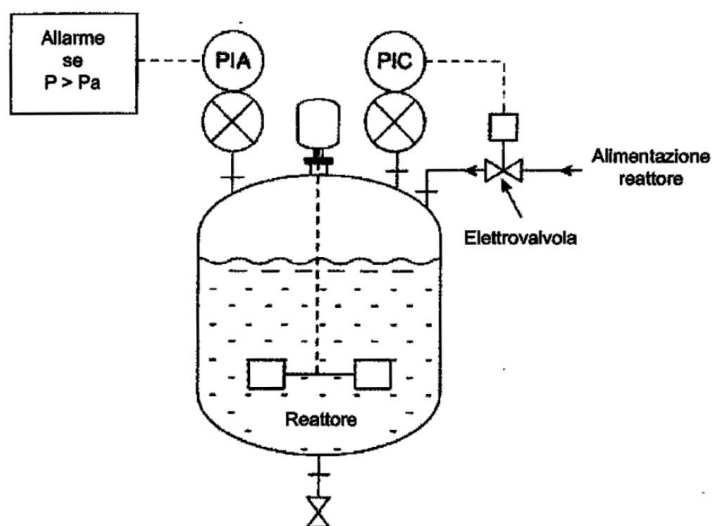 Allarme
se
P > Pa
PIA
PIC
Alimentazione
reattore
Elettrovalvola
Reattore